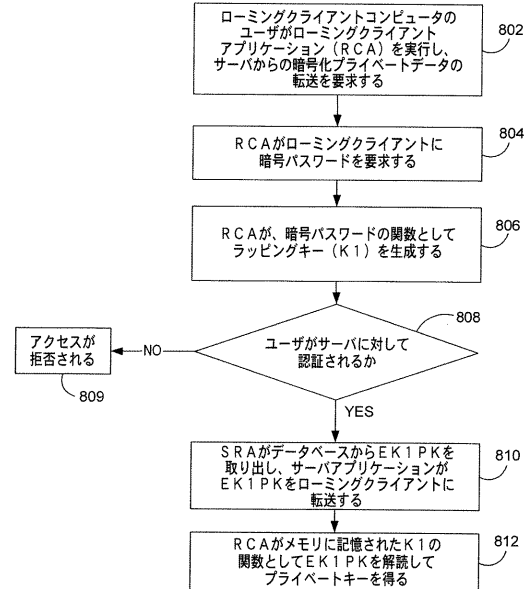 ローミングクライアントコンピュータの
ユーザがローミングクライアント
アプリケーション（ＲＣＡ）を実行し、
サーバからの暗号化プライベートデータの
転送を要求する
802
ＲＣＡがローミングクライアントに
暗号パスワードを要求する
804
ＲＣＡが、暗号パスワードの関数として
ラッピングキー（Ｋ１）を生成する
806
ユーザがサーバに対して
認証されるか
808
NO
アクセスが
拒否される
809
YES
ＳＲＡがデータベースからＥＫ１ＰＫを
取り出し、サーバアプリケーションが
ＥＫ１ＰＫをローミングクライアントに
転送する
810
ＲＣＡがメモリに記憶されたＫ１の
関数としてＥＫ１ＰＫを解読して
プライベートキーを得る
812